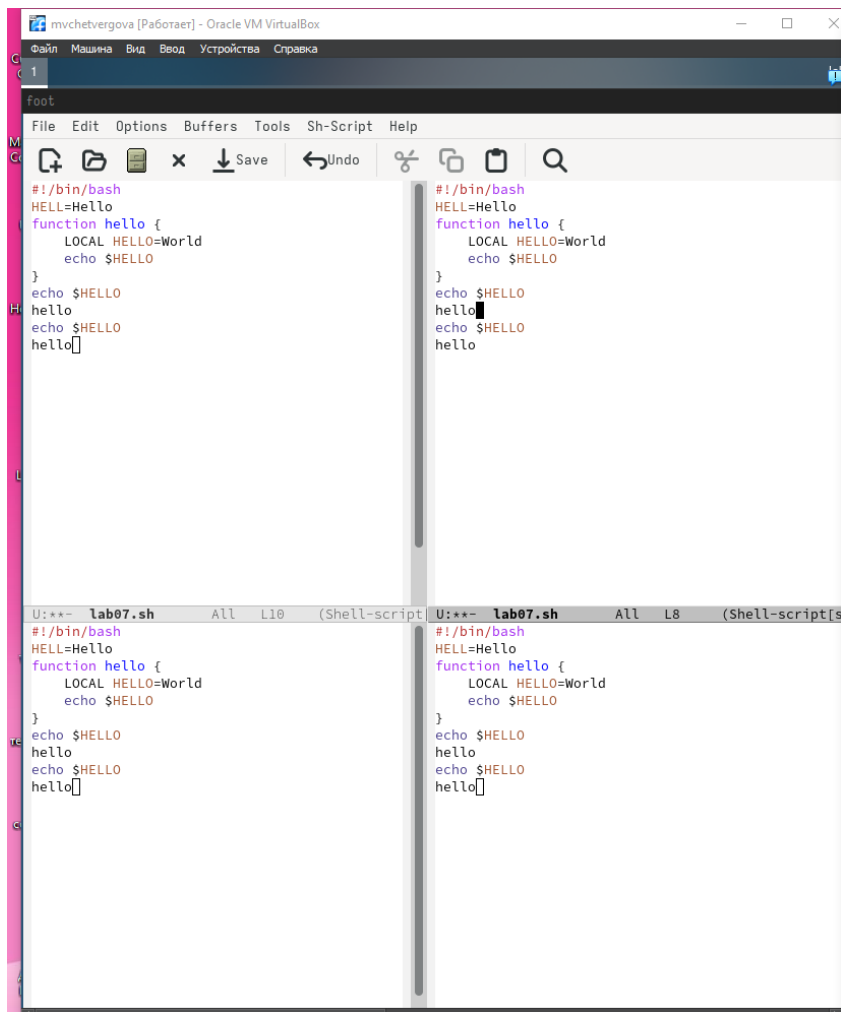 mvchetvergova [Работает] - Oracle VM VirtualBox
Файл Машина Вид Ввод Устройства Справка
1
foot
File Edit Options Buffers Tools Sh-Script Help
Save Undo
#!/bin/bash
HELL=Hello
function hello {
    LOCAL HELLO=World
    echo $HELLO
}
echo $HELLO
hello
echo $HELLO
hello
U:**- lab07.sh All L10 (Shell-script[
#!/bin/bash
HELL=Hello
function hello {
    LOCAL HELLO=World
    echo $HELLO
}
echo $HELLO
hello
echo $HELLO
hello
U:**- lab07.sh All L8 (Shell-script[s
#!/bin/bash
HELL=Hello
function hello {
    LOCAL HELLO=World
    echo $HELLO
}
echo $HELLO
hello
echo $HELLO
hello
#!/bin/bash
HELL=Hello
function hello {
    LOCAL HELLO=World
    echo $HELLO
}
echo $HELLO
hello
echo $HELLO
hello